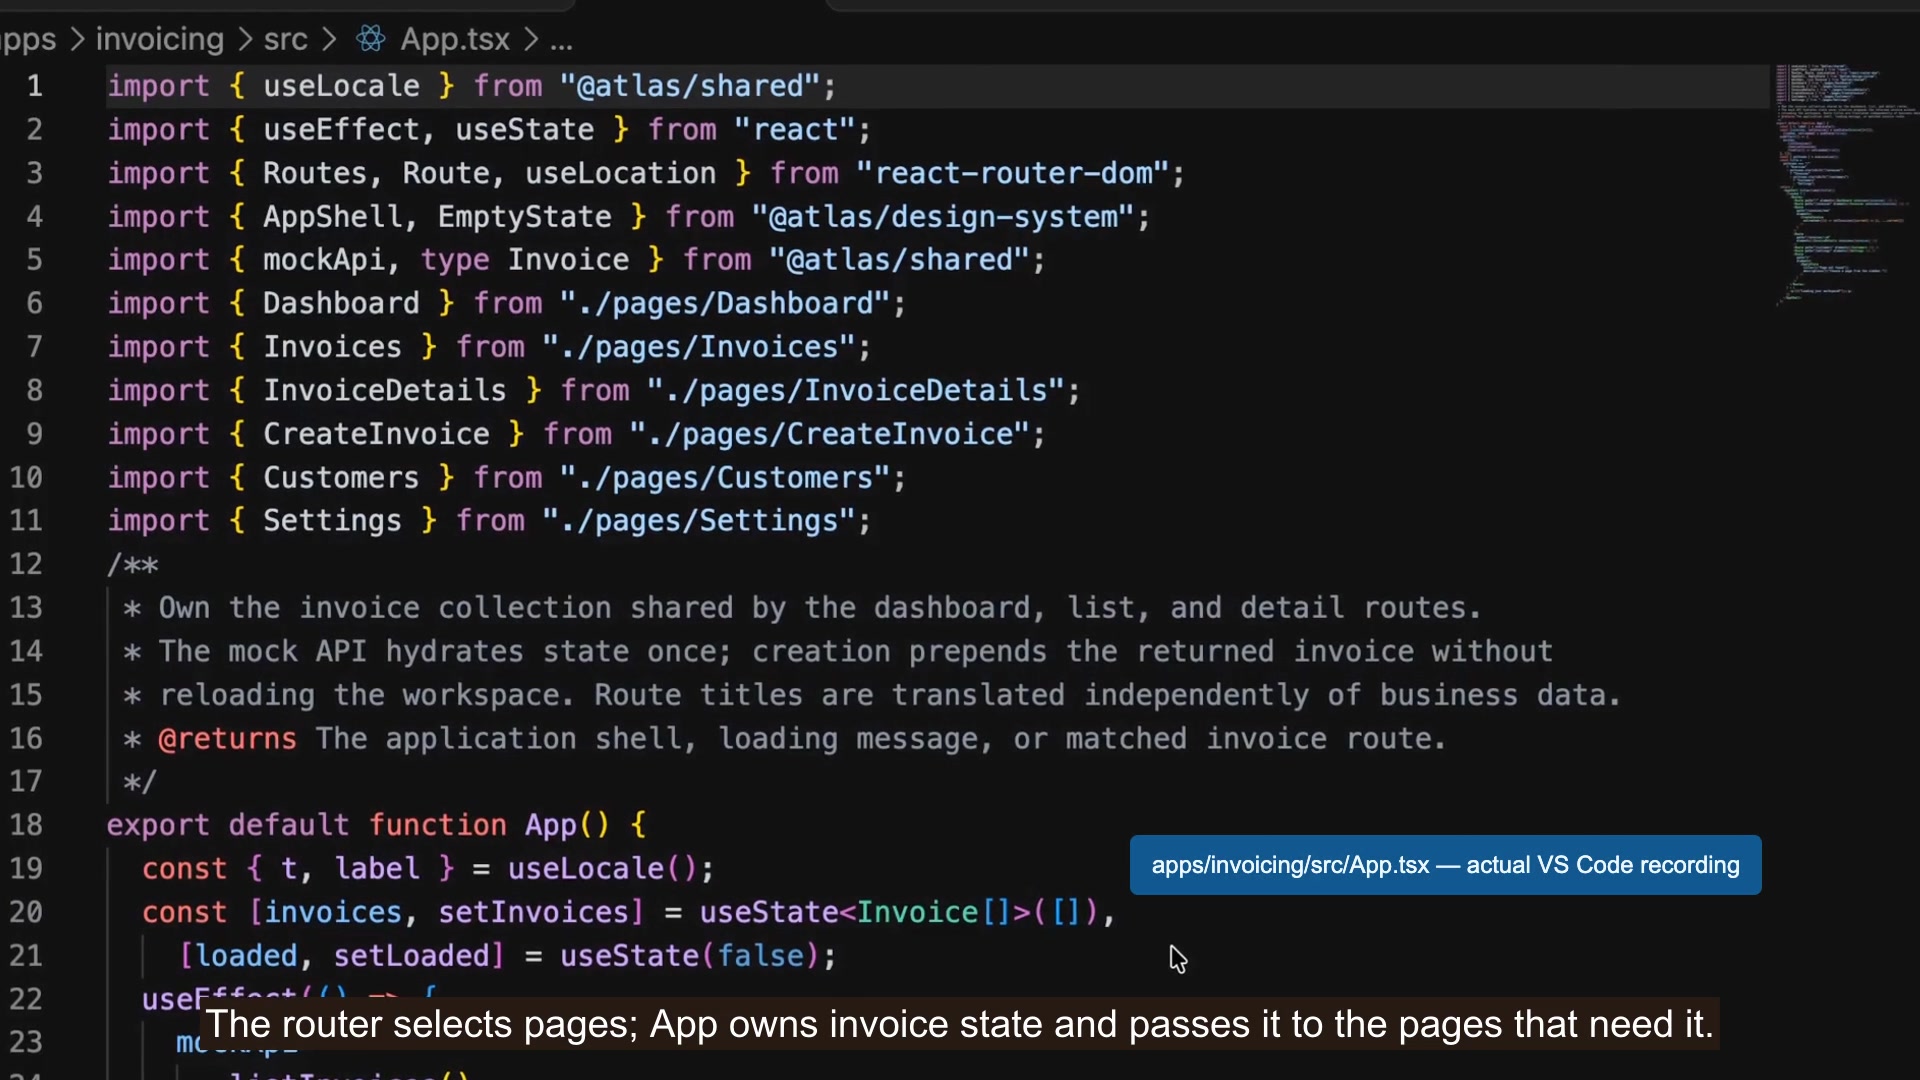 apps > invoicing > src > App.tsx > ...
1 import { useLocale } from "@atlas/shared";
2 import { useEffect, useState } from "react";
3 import { Routes, Route, useLocation } from "react-router-dom";
4 import { AppShell, EmptyState } from "@atlas/design-system";
5 import { mockApi, type Invoice } from "@atlas/shared";
6 import { Dashboard } from "./pages/Dashboard";
7 import { Invoices } from "./pages/Invoices";
8 import { InvoiceDetails } from "./pages/InvoiceDetails";
9 import { CreateInvoice } from "./pages/CreateInvoice";
10 import { Customers } from "./pages/Customers";
11 import { Settings } from "./pages/Settings";
12 /**
13 * Own the invoice collection shared by the dashboard, list, and detail routes.
14 * The mock API hydrates state once; creation prepends the returned invoice without
15 * reloading the workspace. Route titles are translated independently of business data.
16 * @returns The application shell, loading message, or matched invoice route.
17 */
18 export default function App() {
19 const { t, label } = useLocale();
apps/invoicing/src/App.tsx — actual VS Code recording
20 const [invoices, setInvoices] = useState<Invoice[]>([]),
21 [loaded, setLoaded] = useState(false);
22 useEffect(() => {
The router selects pages; App owns invoice state and passes it to the pages that need it.
23 mockApi
24 .listInvoices()